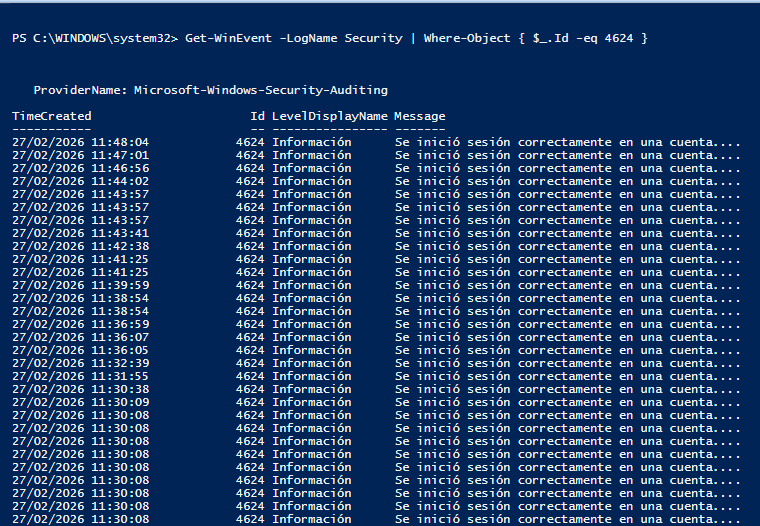 PS C:\WINDOWS\system32> Get-WinEvent -LogName Security | Where-Object { $_.Id -eq 4624 }
ProviderName: Microsoft-Windows-Security-Auditing
TimeCreated Id LevelDisplayName Message
----------- -- ---------------- -------
27/02/2026 11:48:04 4624 Información Se inició sesión correctamente en una cuenta....
27/02/2026 11:47:01 4624 Información Se inició sesión correctamente en una cuenta....
27/02/2026 11:46:56 4624 Información Se inició sesión correctamente en una cuenta....
27/02/2026 11:44:02 4624 Información Se inició sesión correctamente en una cuenta....
27/02/2026 11:43:57 4624 Información Se inició sesión correctamente en una cuenta....
27/02/2026 11:43:57 4624 Información Se inició sesión correctamente en una cuenta....
27/02/2026 11:43:57 4624 Información Se inició sesión correctamente en una cuenta....
27/02/2026 11:43:41 4624 Información Se inició sesión correctamente en una cuenta....
27/02/2026 11:42:38 4624 Información Se inició sesión correctamente en una cuenta....
27/02/2026 11:41:25 4624 Información Se inició sesión correctamente en una cuenta....
27/02/2026 11:41:25 4624 Información Se inició sesión correctamente en una cuenta....
27/02/2026 11:39:59 4624 Información Se inició sesión correctamente en una cuenta....
27/02/2026 11:38:54 4624 Información Se inició sesión correctamente en una cuenta....
27/02/2026 11:38:54 4624 Información Se inició sesión correctamente en una cuenta....
27/02/2026 11:36:59 4624 Información Se inició sesión correctamente en una cuenta....
27/02/2026 11:36:07 4624 Información Se inició sesión correctamente en una cuenta....
27/02/2026 11:36:05 4624 Información Se inició sesión correctamente en una cuenta....
27/02/2026 11:32:39 4624 Información Se inició sesión correctamente en una cuenta....
27/02/2026 11:31:55 4624 Información Se inició sesión correctamente en una cuenta....
27/02/2026 11:30:38 4624 Información Se inició sesión correctamente en una cuenta....
27/02/2026 11:30:09 4624 Información Se inició sesión correctamente en una cuenta....
27/02/2026 11:30:08 4624 Información Se inició sesión correctamente en una cuenta....
27/02/2026 11:30:08 4624 Información Se inició sesión correctamente en una cuenta....
27/02/2026 11:30:08 4624 Información Se inició sesión correctamente en una cuenta....
27/02/2026 11:30:08 4624 Información Se inició sesión correctamente en una cuenta....
27/02/2026 11:30:08 4624 Información Se inició sesión correctamente en una cuenta....
27/02/2026 11:30:08 4624 Información Se inició sesión correctamente en una cuenta....
27/02/2026 11:30:08 4624 Información Se inició sesión correctamente en una cuenta....
27/02/2026 11:30:08 4624 Información Se inició sesión correctamente en una cuenta....
27/02/2026 11:30:08 4624 Información Se inició sesión correctamente en una cuenta....